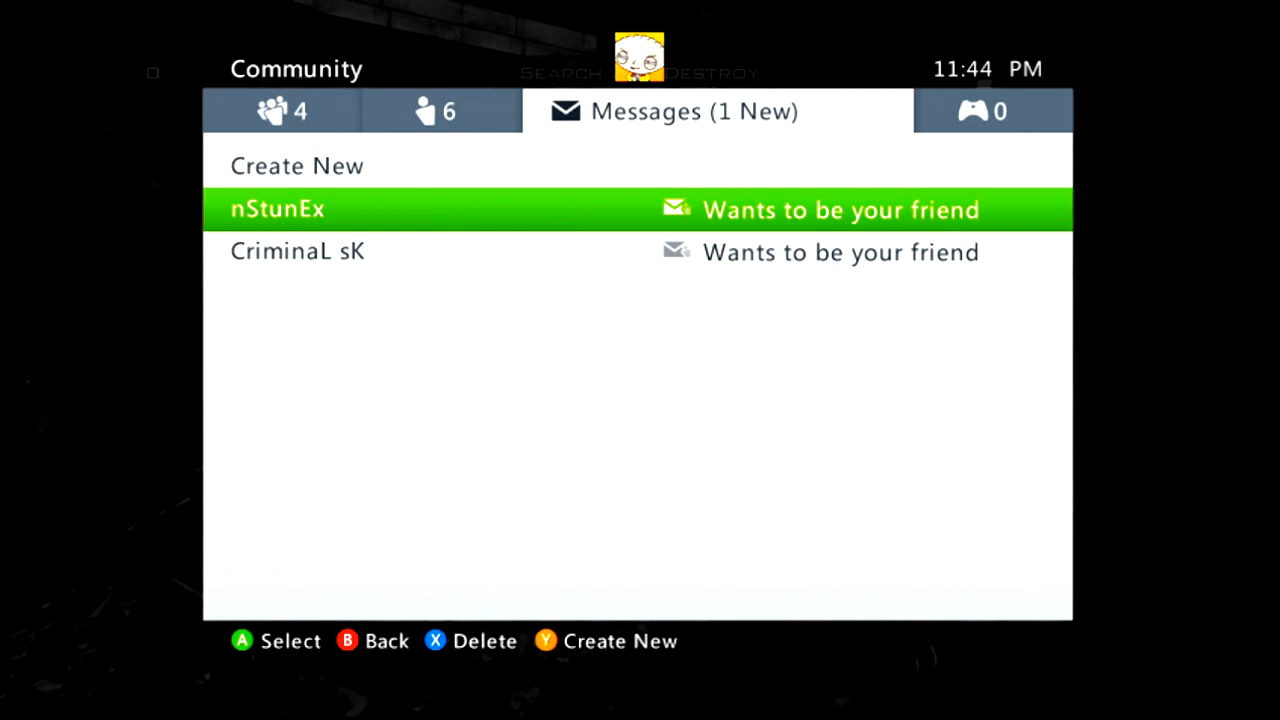 Community
SEARCH DESTROY
11:44 PM
4
6
Messages (1 New)
0
Create New
nStunEx Wants to be your friend
CriminaL sK Wants to be your friend
A Select B Back X Delete Y Create New